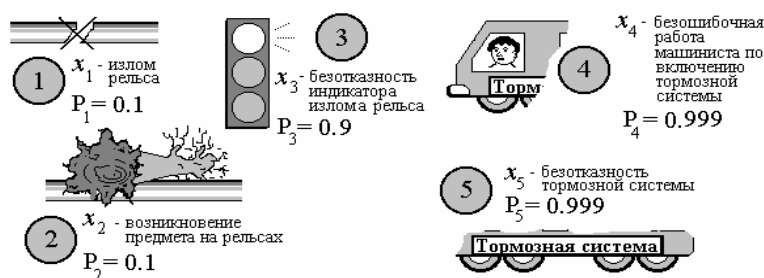 1
x₁ - излом
рельса
P₁= 0.1
3
x₃ - безотказность
индикатора
излома рельса
P₃= 0.9
Торм
4
x₄ - безошибочная
работа
машиниста по
включению
тормозной
системы
P₄= 0.999
2
x₂ - возникновение
предмета на рельсах
P₂= 0.1
5
x₅ - безотказность
тормозной системы
P₅= 0.999
Тормозная система